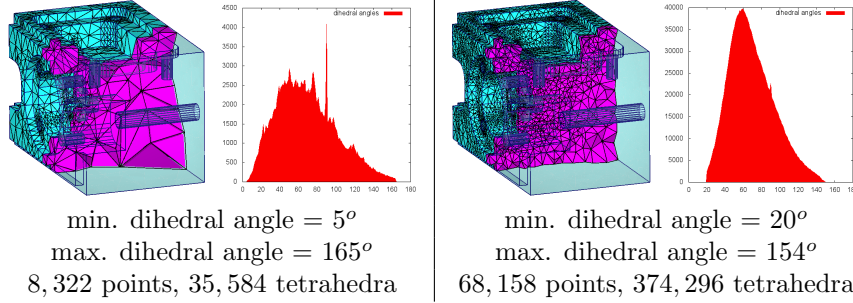 dihedral angles
4500
4000
3500
3000
2500
2000
1500
1000
500
0
0 20 40 60 80 100 120 140 160 180
min. dihedral angle = 5°
max. dihedral angle = 165°
8, 322 points, 35, 584 tetrahedra
dihedral angles
40000
35000
30000
25000
20000
15000
10000
5000
0
0 20 40 60 80 100 120 140 160 180
min. dihedral angle = 20°
max. dihedral angle = 154°
68, 158 points, 374, 296 tetrahedra